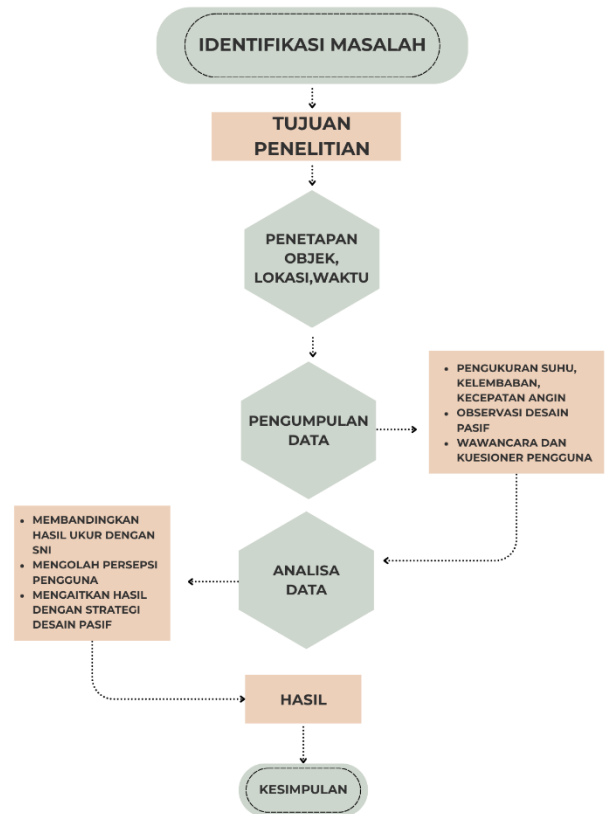 IDENTIFIKASI MASALAH
TUJUAN
PENELITIAN
PENETAPAN
OBJEK,
LOKASI,WAKTU
PENGUMPULAN
DATA
• PENGUKURAN SUHU,
KELEMBABAN,
KECEPATAN ANGIN
• OBSERVASI DESAIN
PASIF
• WAWANCARA DAN
KUESIONER PENGGUNA
ANALISA
DATA
• MEMBANDINGKAN
HASIL UKUR DENGAN
SNI
• MENGOLAH PERSEPSI
PENGGUNA
• MENGAITKAN HASIL
DENGAN STRATEGI
DESAIN PASIF
HASIL
KESIMPULAN